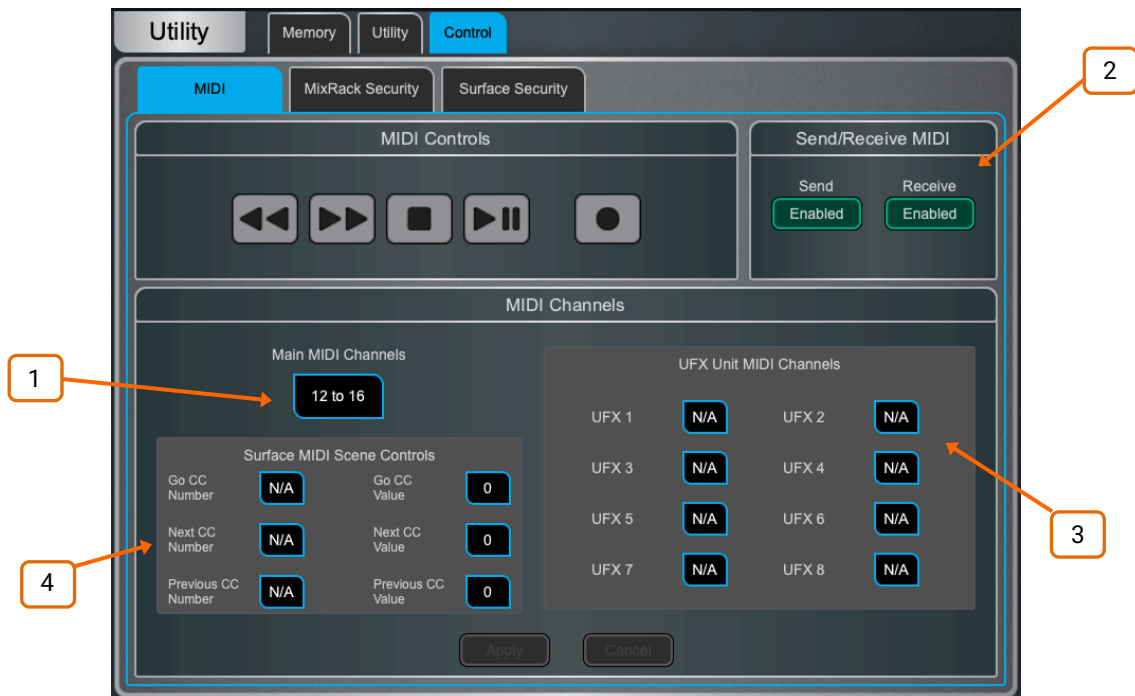 Utility
Memory
Utility
Control
MIDI
MixRack Security
Surface Security
2
MIDI Controls
Send/Receive MIDI
Send
Receive
Enabled
Enabled
MIDI Channels
1
Main MIDI Channels
12 to 16
UFX Unit MIDI Channels
UFX 1
N/A
UFX 2
N/A
UFX 3
N/A
UFX 4
N/A
UFX 5
N/A
UFX 6
N/A
UFX 7
N/A
UFX 8
N/A
3
Surface MIDI Scene Controls
Go CC
Number
N/A
Go CC
Value
0
Next CC
Number
N/A
Next CC
Value
0
Previous CC
Number
N/A
Previous CC
Value
0
4
Apply
Cancel